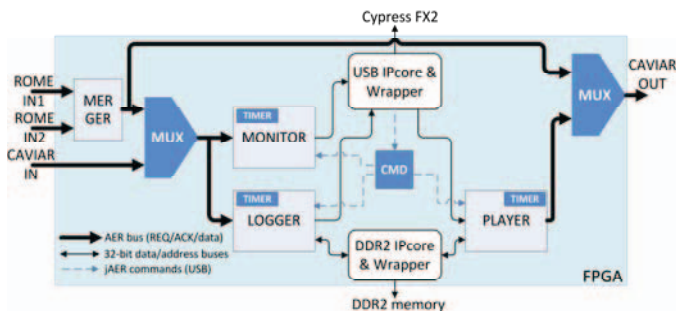 Cypress FX2
ROME
IN1
ROME
IN2
CAVIAR
IN
MER
GER
MUX
TIMER
MONITOR
USB IPcore &
Wrapper
CMD
TIMER
LOGGER
DDR2 IPcore
& Wrapper
TIMER
PLAYER
MUX
CAVIAR
OUT
AER bus (REQ/ACK/data)
32-bit data/address buses
jAER commands (USB)
FPGA
DDR2 memory